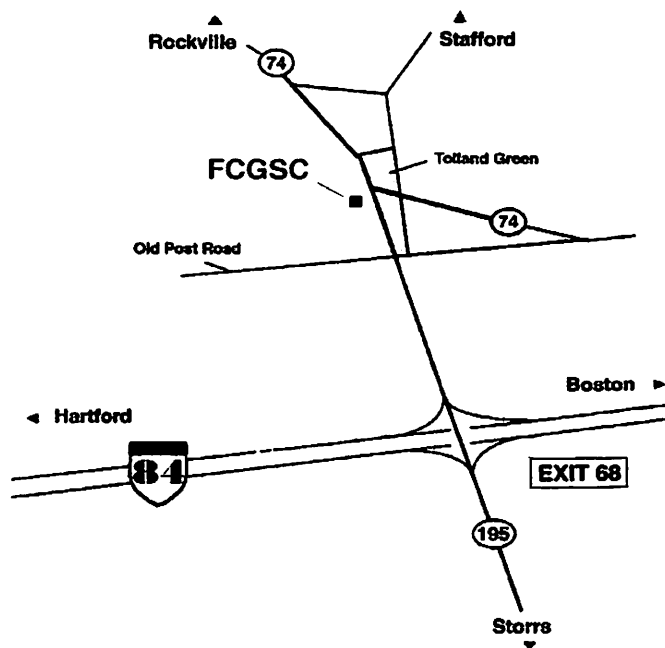 Rockville
Stafford
74
Tolland Green
FCGSC
74
Old Post Road
Boston
Hartford
84
EXIT 68
195
Storrs